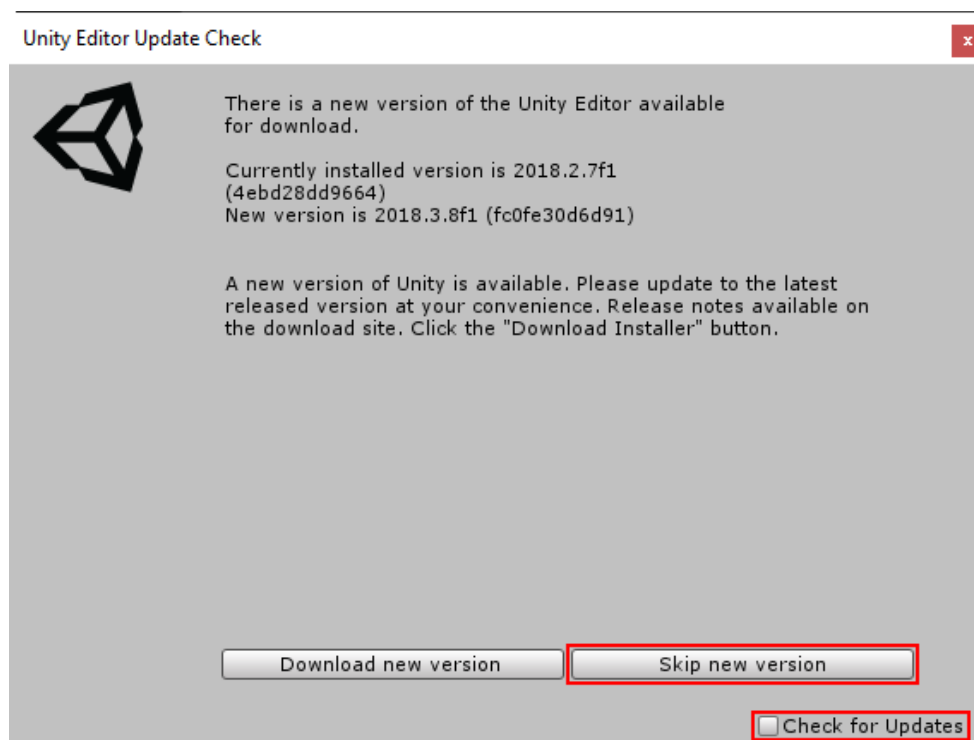 Unity Editor Update Check
x
There is a new version of the Unity Editor available
for download.
Currently installed version is 2018.2.7f1
(4ebd28dd9664)
New version is 2018.3.8f1 (fc0fe30d6d91)
A new version of Unity is available. Please update to the latest
released version at your convenience. Release notes available on
the download site. Click the "Download Installer" button.
Download new version
Skip new version
Check for Updates